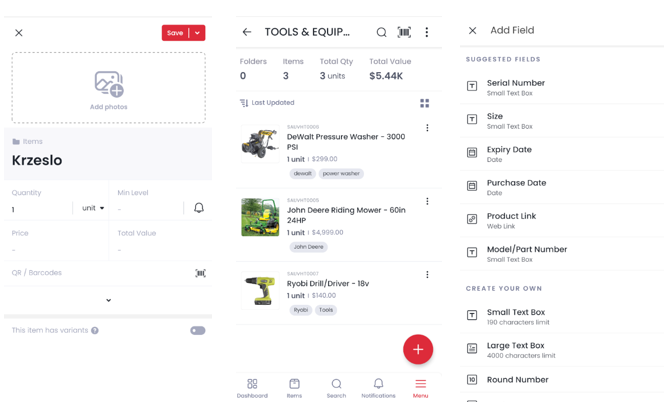 Save
Add photos
Items
Krzeslo
Quantity
Min Level
1
unit
-
Price
Total Value
-
-
QR / Barcodes
This item has variants ?
TOOLS & EQUIP...
Folders
Items
Total Qty
Total Value
0
3
3 units
$5.44K
Last Updated
DeWalt Pressure Washer - 3000
PSI
1 unit | $299.00
dewalt
power washer
John Deere Riding Mower - 60in
24HP
1 unit | $4,999.00
John Deere
Ryobi Drill/Driver - 18v
1 unit | $140.00
Ryobi
Tools
Dashboard
Items
Search
Notifications
Menu
Add Field
SUGGESTED FIELDS
Serial Number
Small Text Box
Size
Small Text Box
Expiry Date
Date
Purchase Date
Date
Product Link
Web Link
Model/Part Number
Small Text Box
CREATE YOUR OWN
Small Text Box
190 characters limit
Large Text Box
4000 characters limit
10
Round Number